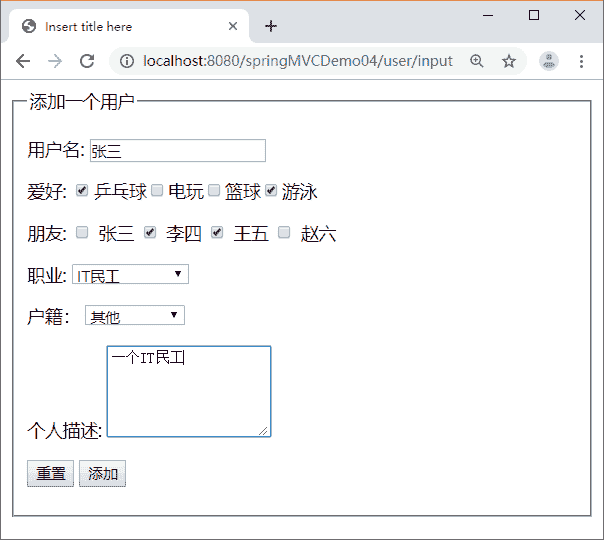 Insert title here
localhost:8080/springMVCDemo04/user/input
添加一个用户
用户名: 张三
爱好: 乒乓球 电玩 篮球 游泳
朋友: 张三 李四 王五 赵六
职业: IT民工
户籍: 其他
一个IT民工
个人描述:
重置 添加